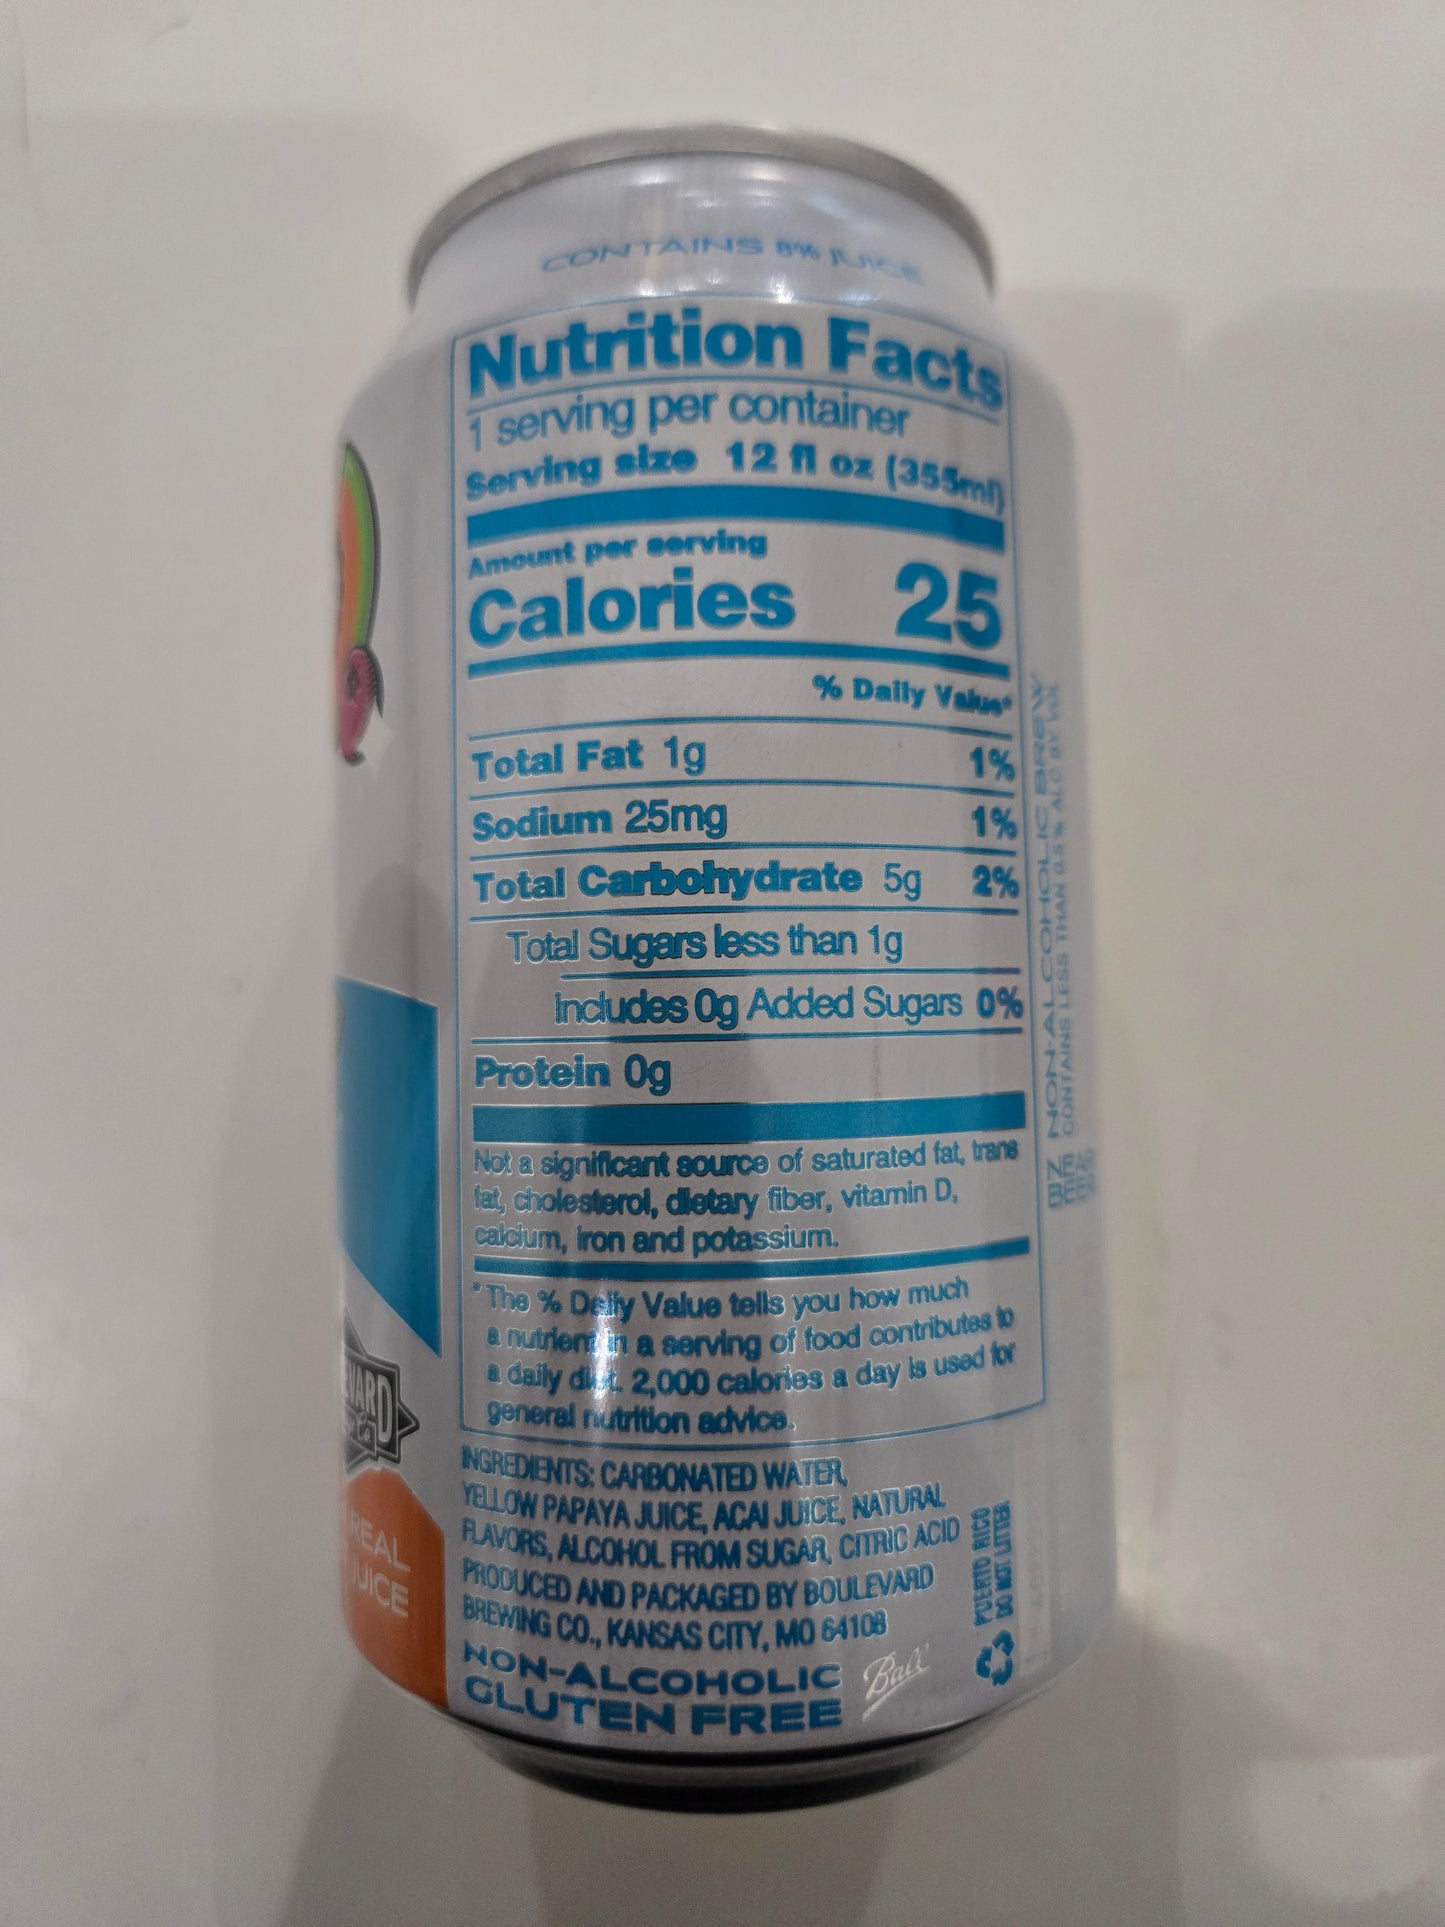 CONTAINS 8% JUICE
Nutrition Facts
1 serving per container
Serving size 12 fl oz (355ml)
Amount per serving
Calories 25
% Daily Value*
Total Fat 1g 1%
Sodium 25mg 1%
Total Carbohydrate 5g 2%
Total Sugars less than 1g
Includes 0g Added Sugars 0%
Protein 0g
Not a significant source of saturated fat, trans
fat, cholesterol, dietary fiber, vitamin D,
calcium, iron and potassium.
* The % Daily Value tells you how much
a nutrient in a serving of food contributes to
a daily diet. 2,000 calories a day is used for
general nutrition advice.
INGREDIENTS: CARBONATED WATER,
YELLOW PAPAYA JUICE, ACAI JUICE, NATURAL
FLAVORS, ALCOHOL FROM SUGAR, CITRIC ACID
PRODUCED AND PACKAGED BY BOULEVARD
BREWING CO., KANSAS CITY, MO 64108
NON-ALCOHOLIC
GLUTEN FREE
Ball
PUERTO RICO
DO NOT LITTER
NON-ALCOHOLIC BREW
CONTAINS LESS THAN 0.5% ALC BY VOL
EVARD
Co.
REAL
JUICE